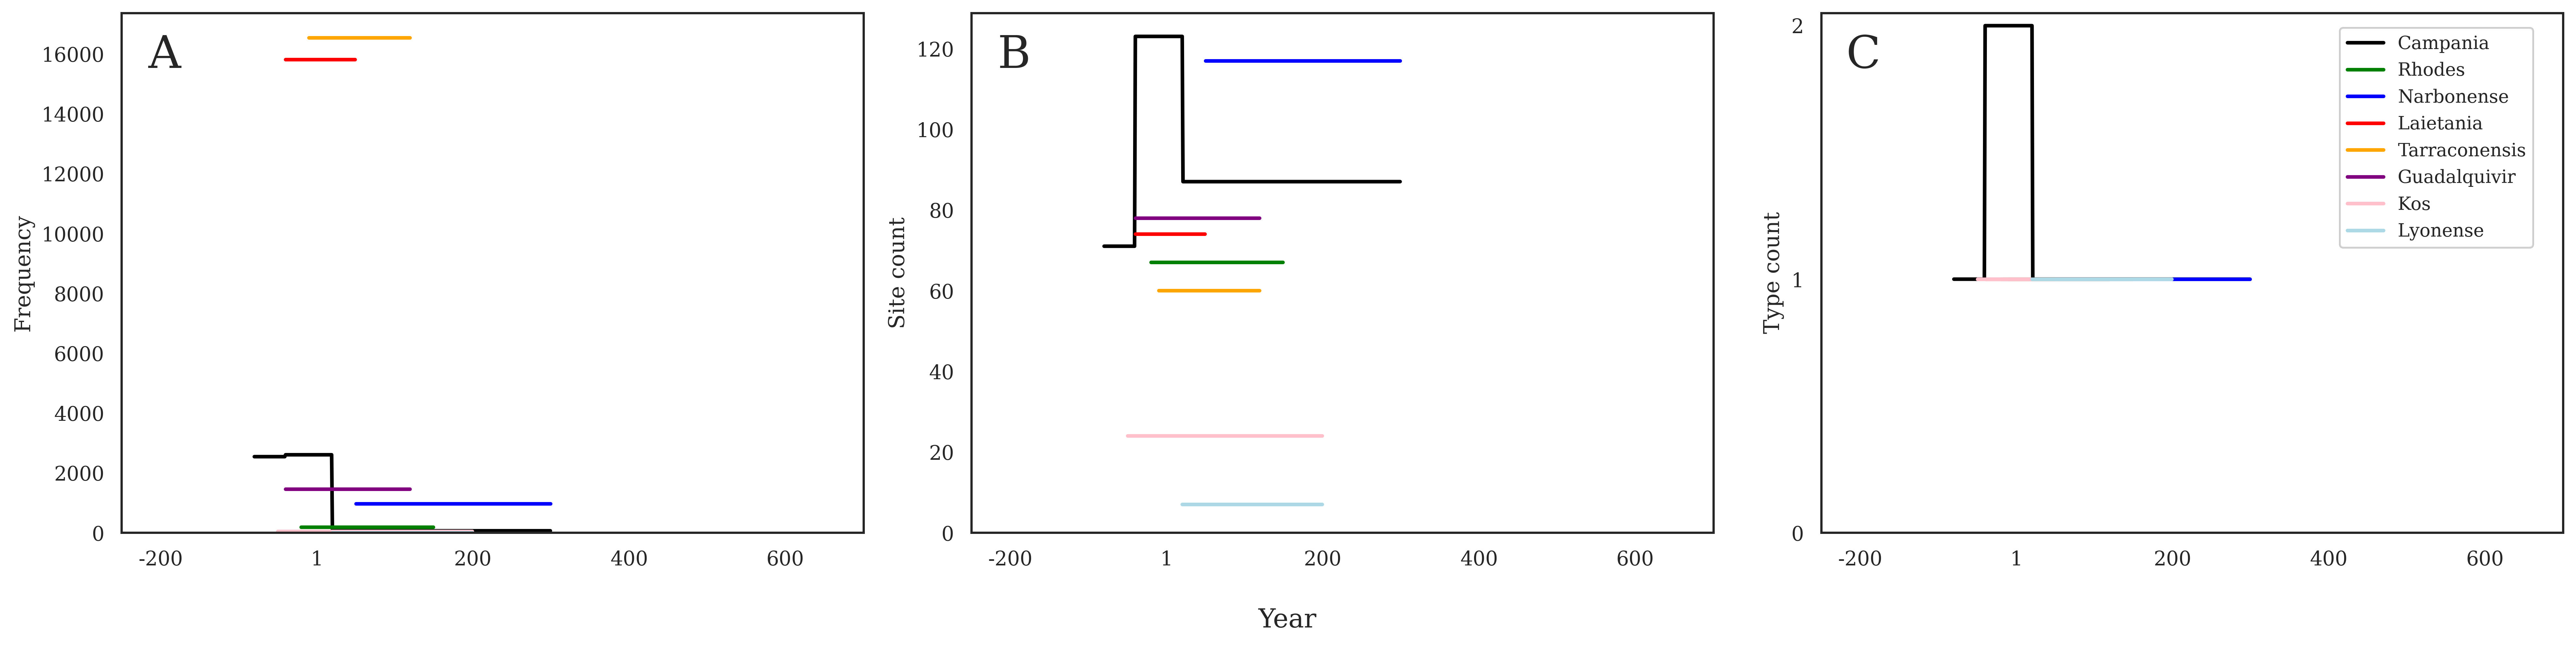 A
Frequency
16000
14000
12000
10000
8000
6000
4000
2000
0
-200 1 200 400 600
B
Site count
120
100
80
60
40
20
0
-200 1 200 400 600
C
Type count
2
1
0
-200 1 200 400 600
Campania
Rhodes
Narbonense
Laietania
Tarraconensis
Guadalquivir
Kos
Lyonense
Year